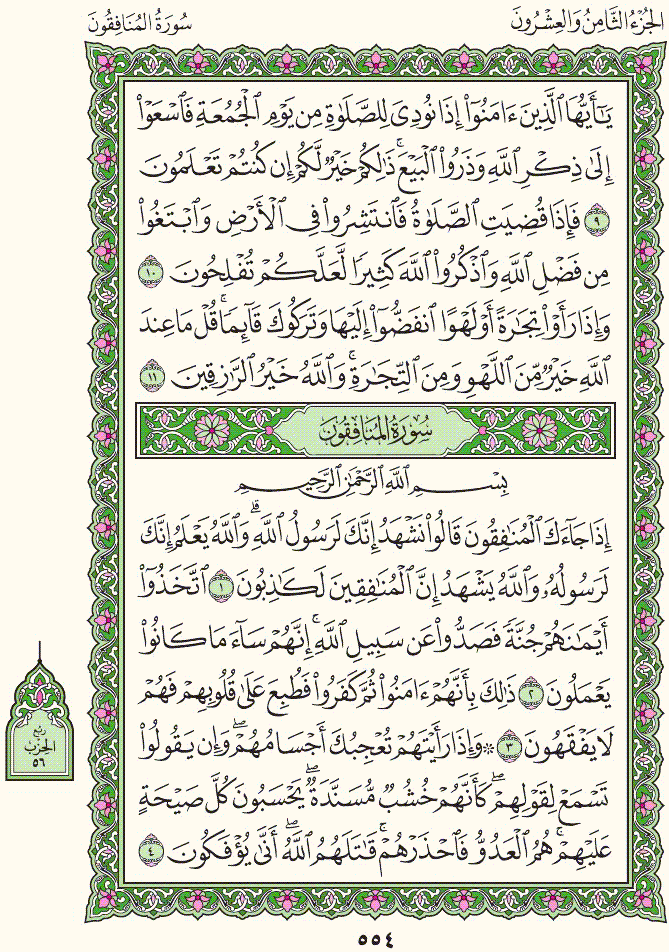 الجُزْءُ الثَّامِنُ وَالعِشْرُونَ
سُورَةُ المُنَافِقُونَ
يَٰٓأَيُّهَا ٱلَّذِينَ ءَامَنُوٓا۟ إِذَا نُودِىَ لِلصَّلَوٰةِ مِن يَوْمِ ٱلْجُمُعَةِ فَٱسْعَوْا۟
إِلَىٰ ذِكْرِ ٱللَّهِ وَذَرُوا۟ ٱلْبَيْعَ ۚ ذَٰلِكُمْ خَيْرٌ لَّكُمْ إِن كُنتُمْ تَعْلَمُونَ
٩ فَإِذَا قُضِيَتِ ٱلصَّلَوٰةُ فَٱنتَشِرُوا۟ فِى ٱلْأَرْضِ وَٱبْتَغُوا۟
مِن فَضْلِ ٱللَّهِ وَٱذْكُرُوا۟ ٱللَّهَ كَثِيرًا لَّعَلَّكُمْ تُفْلِحُونَ ١٠
وَإِذَا رَأَوْا۟ تِجَٰرَةً أَوْ لَهْوًا ٱنفَضُّوٓا۟ إِلَيْهَا وَتَرَكُوكَ قَآئِمًا ۚ قُلْ مَا عِندَ
ٱللَّهِ خَيْرٌ مِّنَ ٱللَّهْوِ وَمِنَ ٱلتِّجَٰرَةِ ۚ وَٱللَّهُ خَيْرُ ٱلرَّٰزِقِينَ ١١
سُورَةُ المُنَافِقُونَ
بِسْمِ ٱللَّهِ ٱلرَّحْمَٰنِ ٱلرَّحِيمِ
إِذَا جَآءَكَ ٱلْمُنَٰفِقُونَ قَالُوا۟ نَشْهَدُ إِنَّكَ لَرَسُولُ ٱللَّهِ ۗ وَٱللَّهُ يَعْلَمُ إِنَّكَ
لَرَسُولُهُۥ وَٱللَّهُ يَشْهَدُ إِنَّ ٱلْمُنَٰفِقِينَ لَكَٰذِبُونَ ١ ٱتَّخَذُوٓا۟
أَيْمَٰنَهُمْ جُنَّةً فَصَدُّوا۟ عَن سَبِيلِ ٱللَّهِ ۚ إِنَّهُمْ سَآءَ مَا كَانُوا۟
يَعْمَلُونَ ٢ ذَٰلِكَ بِأَنَّهُمْ ءَامَنُوا۟ ثُمَّ كَفَرُوا۟ فَطُبِعَ عَلَىٰ قُلُوبِهِمْ فَهُمْ
لَا يَفْقَهُونَ ٣ ۞ وَإِذَا رَأَيْتَهُمْ تُعْجِبُكَ أَجْسَامُهُمْ ۖ وَإِن يَقُولُوا۟
تَسْمَعْ لِقَوْلِهِمْ ۖ كَأَنَّهُمْ خُشُبٌ مُّسَنَّدَةٌ ۖ يَحْسَبُونَ كُلَّ صَيْحَةٍ
عَلَيْهِمْ ۚ هُمُ ٱلْعَدُوُّ فَٱحْذَرْهُمْ ۚ قَٰتَلَهُمُ ٱللَّهُ ۖ أَنَّىٰ يُؤْفَكُونَ ٤
ربع
الحزب
٥٦
٥٥٤